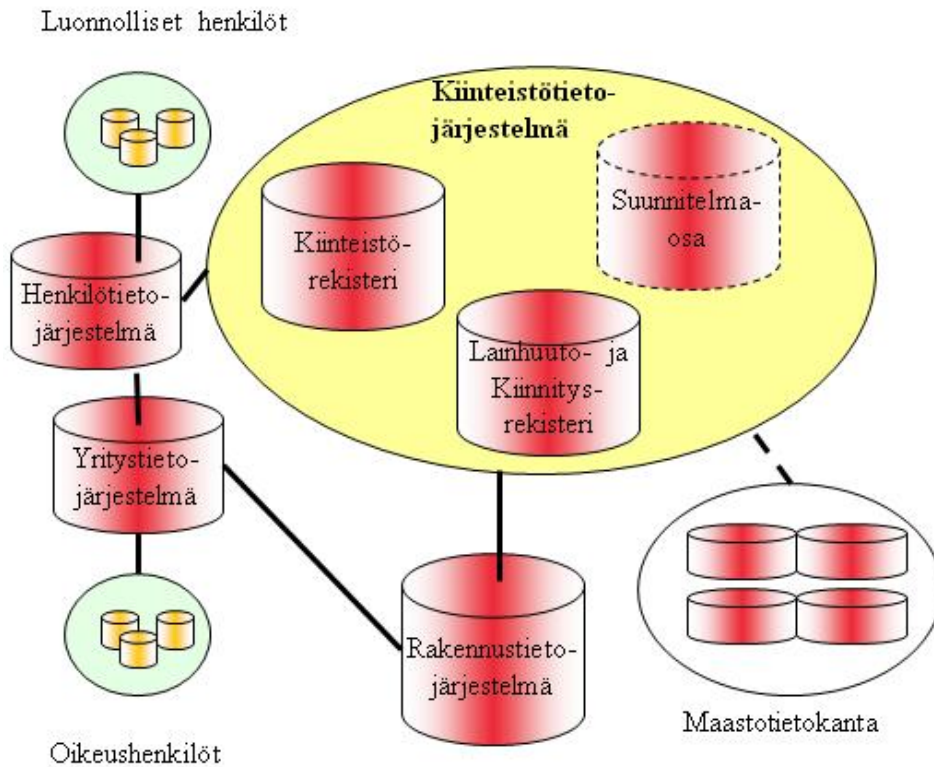 Luonnolliset henkilöt
Kiinteistötieto-
järjestelmä
Suunnitelma-
osa
Kiinteistö-
rekisteri
Henkilötieto-
järjestelmä
Lainhuuto- ja
Kiinnitys-
rekisteri
Yritystieto-
järjestelmä
Rakennustieto-
järjestelmä
Maastotietokanta
Oikeushenkilöt